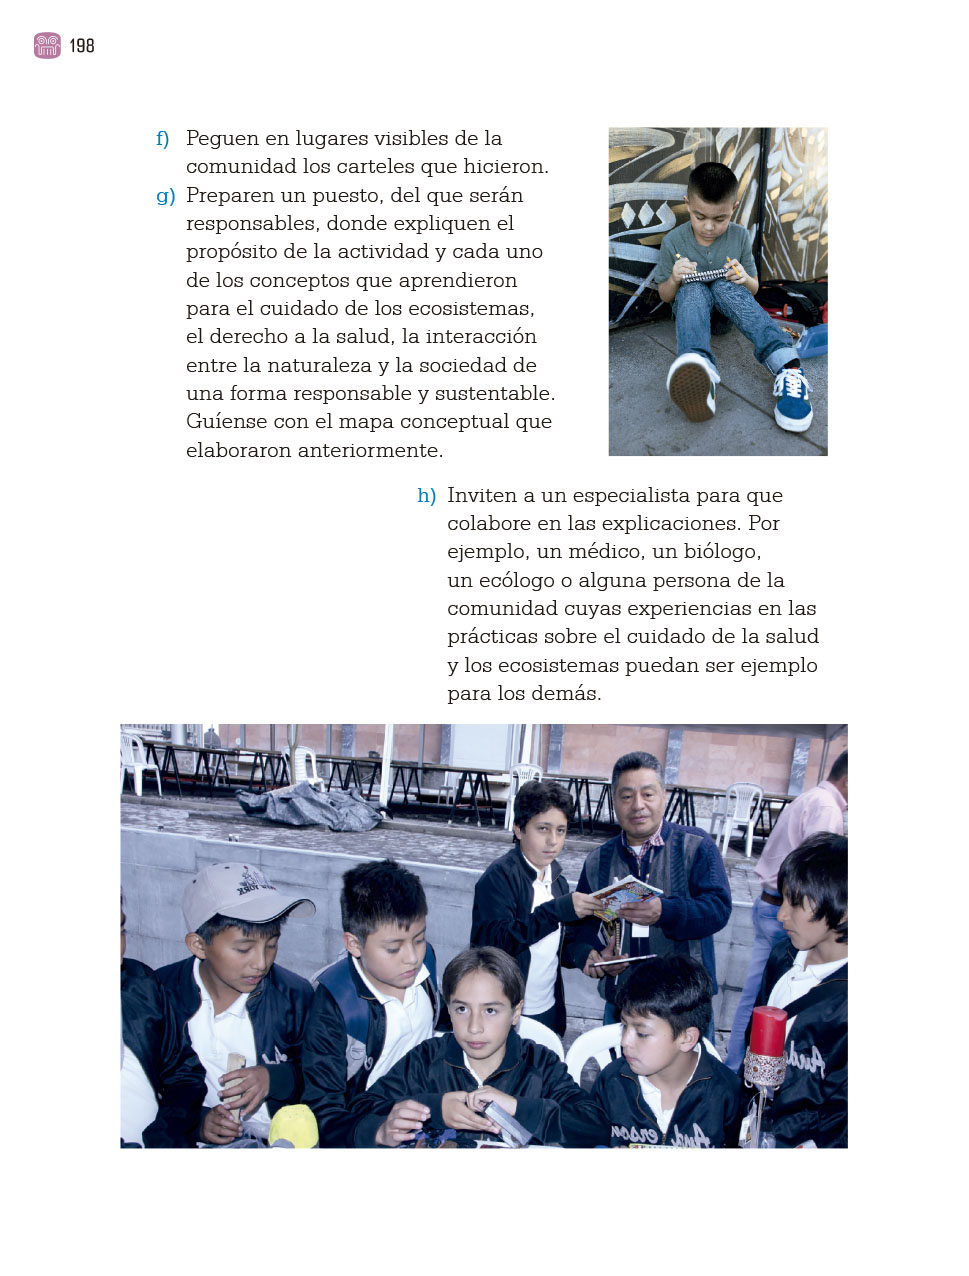 198
f) Peguen en lugares visibles de la
comunidad los carteles que hicieron.
g) Preparen un puesto, del que serán
responsables, donde expliquen el
propósito de la actividad y cada uno
de los conceptos que aprendieron
para el cuidado de los ecosistemas,
el derecho a la salud, la interacción
entre la naturaleza y la sociedad de
una forma responsable y sustentable.
Guíense con el mapa conceptual que
elaboraron anteriormente.
h) Inviten a un especialista para que
colabore en las explicaciones. Por
ejemplo, un médico, un biólogo,
un ecólogo o alguna persona de la
comunidad cuyas experiencias en las
prácticas sobre el cuidado de la salud
y los ecosistemas puedan ser ejemplo
para los demás.